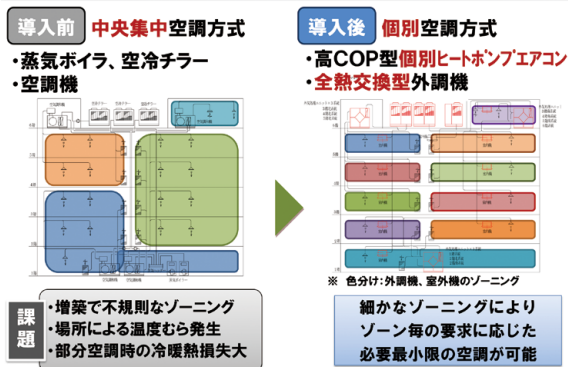 導入前 中央集中空調方式
・蒸気ボイラ、空冷チラー
・空調機
課題
・増築で不規則なゾーニング
・場所による温度むら発生
・部分空調時の冷暖熱損失大
導入後 個別空調方式
・高COP型個別ヒートポンプエアコン
・全熱交換型外調機
※ 色分け：外調機、室外機のゾーニング
細かなゾーニングにより
ゾーン毎の要求に応じた
必要最小限の空調が可能